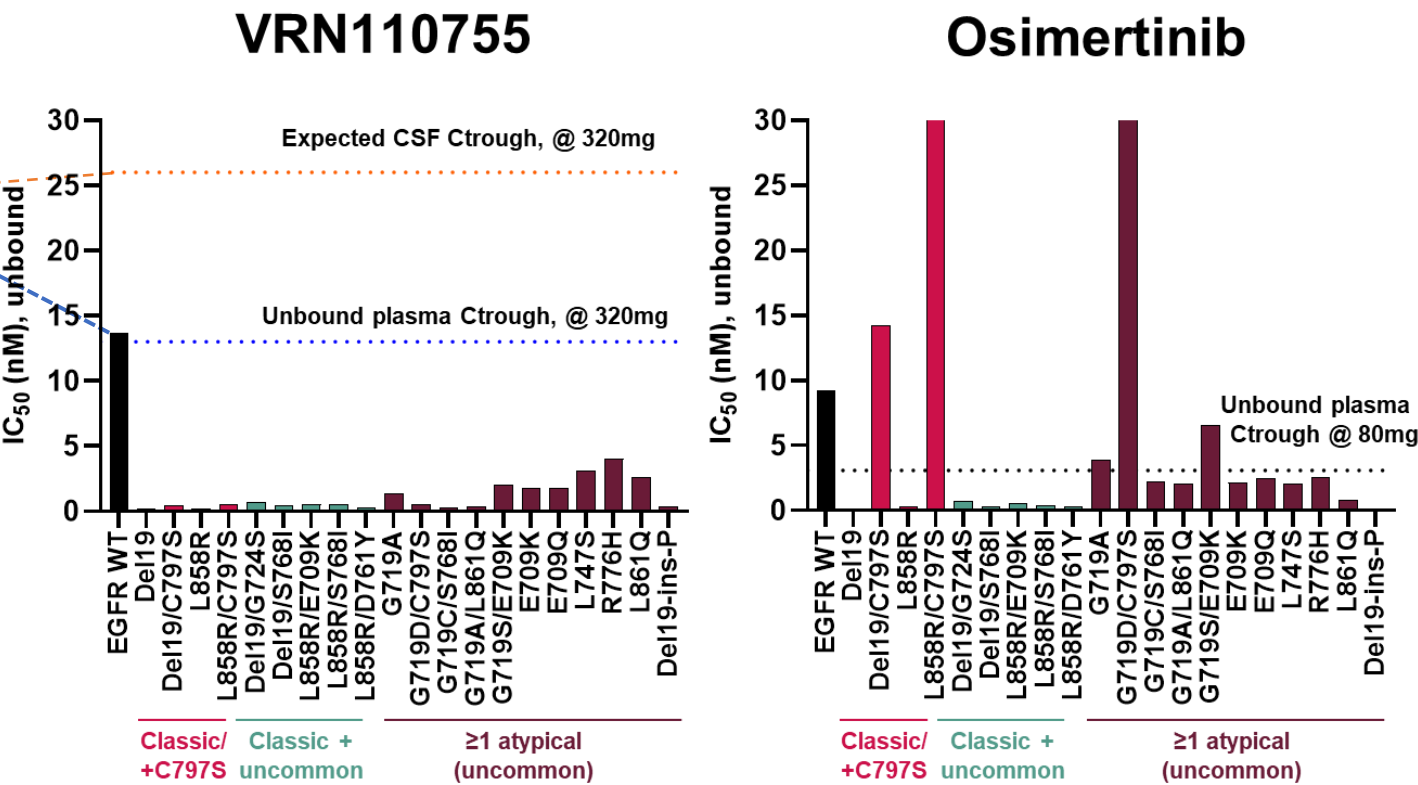 VRN110755
IC50 (nM), unbound
30
25
20
15
10
5
0
Expected CSF Ctrough, @ 320mg
Unbound plasma Ctrough, @ 320mg
EGFR WT
Del19
Del19/C797S
L858R
L858R/C797S
Del19/G724S
Del19/S768I
L858R/E709K
L858R/S768I
L858R/D761Y
G719A
G719D/C797S
G719C/S768I
G719A/L861Q
G719S/E709K
E709K
E709Q
L747S
R776H
L861Q
Del19-ins-P
Classic/
+C797S
Classic +
uncommon
≥1 atypical
(uncommon)
Osimertinib
IC50 (nM), unbound
30
25
20
15
10
5
0
Unbound plasma
Ctrough @ 80mg
EGFR WT
Del19
Del19/C797S
L858R
L858R/C797S
Del19/G724S
Del19/S768I
L858R/E709K
L858R/S768I
L858R/D761Y
G719A
G719D/C797S
G719C/S768I
G719A/L861Q
G719S/E709K
E709K
E709Q
L747S
R776H
L861Q
Del19-ins-P
Classic/
+C797S
Classic +
uncommon
≥1 atypical
(uncommon)